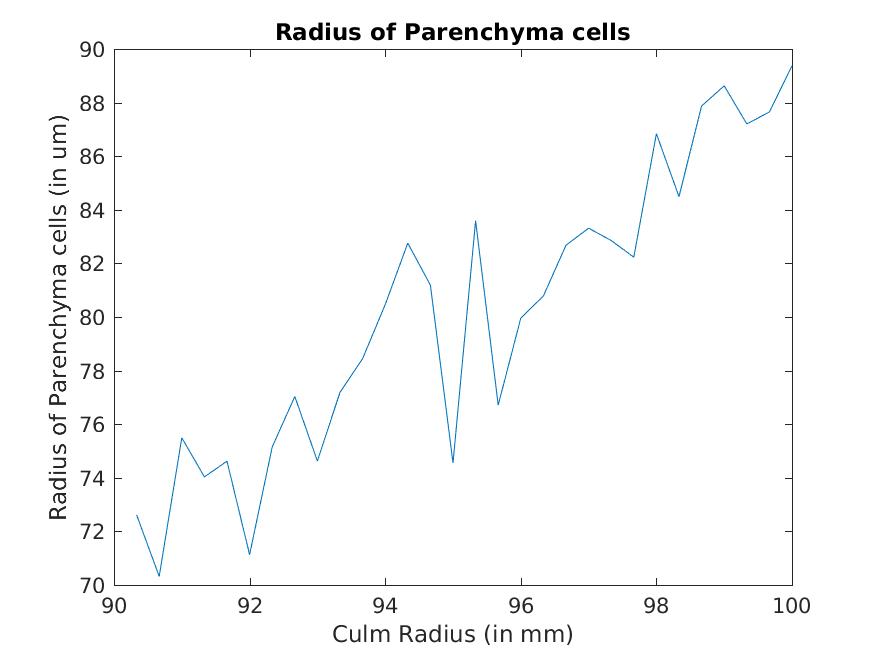 Radius of Parenchyma cells
90
88
86
84
82
80
78
76
74
72
70
Radius of Parenchyma cells (in um)
90 92 94 96 98 100
Culm Radius (in mm)